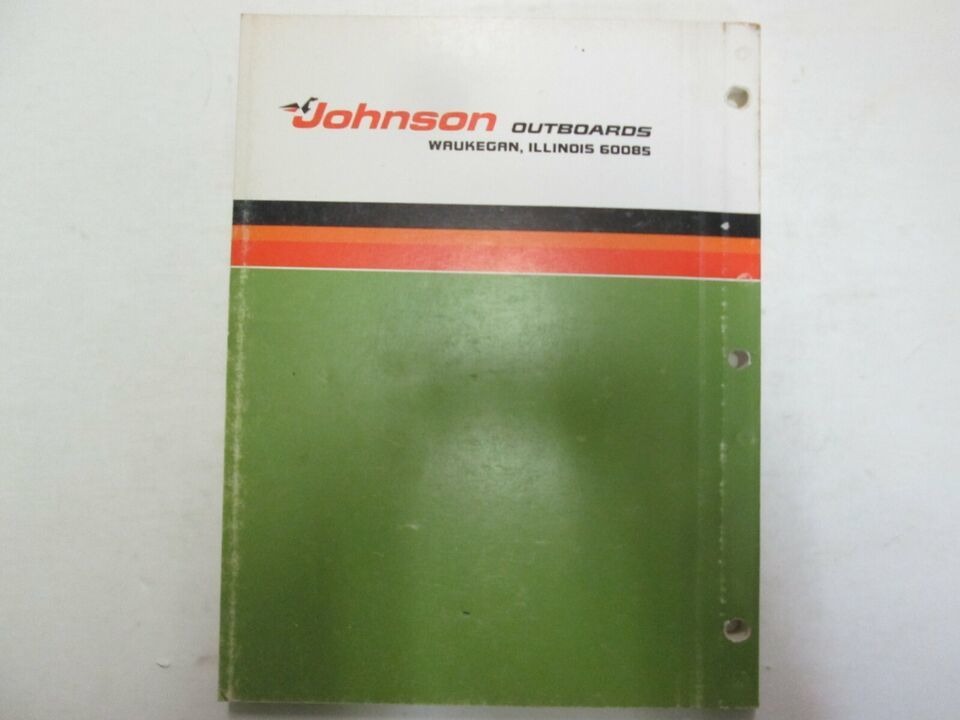 Johnson OUTBOARDS
WAUKEGAN, ILLINOIS 60085